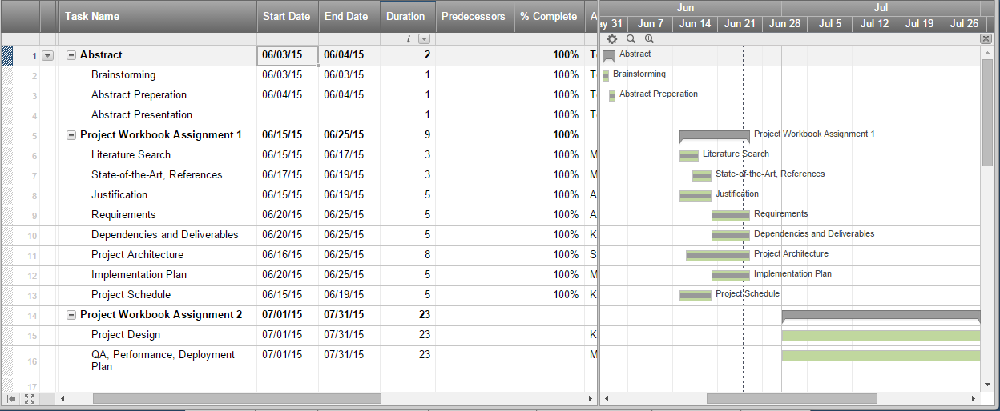 Task Name Start Date End Date Duration Predecessors % Complete A
Jun Jul
ay 31 Jun 7 Jun 14 Jun 21 Jun 28 Jul 5 Jul 12 Jul 19 Jul 26
i
1 Abstract 06/03/15 06/04/15 2 100% T Abstract
2 Brainstorming 06/03/15 06/03/15 1 100% T Brainstorming
3 Abstract Preperation 06/04/15 06/04/15 1 100% T Abstract Preperation
4 Abstract Presentation 1 100% T
5 Project Workbook Assignment 1 06/15/15 06/25/15 9 100% Project Workbook Assignment 1
6 Literature Search 06/15/15 06/17/15 3 100% M Literature Search
7 State-of-the-Art, References 06/17/15 06/19/15 3 100% M State-of-the-Art, References
8 Justification 06/15/15 06/19/15 5 100% A Justification
9 Requirements 06/20/15 06/25/15 5 100% A Requirements
10 Dependencies and Deliverables 06/20/15 06/25/15 5 100% K Dependencies and Deliverables
11 Project Architecture 06/16/15 06/25/15 8 100% S Project Architecture
12 Implementation Plan 06/20/15 06/25/15 5 100% M Implementation Plan
13 Project Schedule 06/15/15 06/19/15 5 100% K Project Schedule
14 Project Workbook Assignment 2 07/01/15 07/31/15 23
15 Project Design 07/01/15 07/31/15 23 K
16 QA, Performance, Deployment 07/01/15 07/31/15 23 M
Plan
17